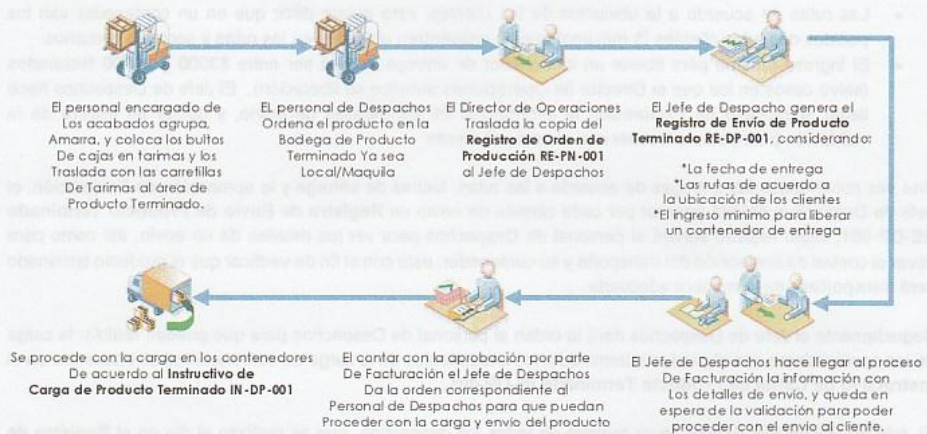 El personal encargado de
Los acabados agrupa,
Amarra, y coloca los bultos
De cajas en tarimas y los
Traslada con las carretillas
De Tarimas al área de
Producto Terminado.
EL personal de Despachos
Ordena el producto en la
Bodega de Producto
Terminado Ya sea
Local/Maquila
El Director de Operaciones
Traslada la copia del
Registro de Orden de
Producción RE-PN-001
al Jefe de Despachos
El Jefe de Despacho genera el
Registro de Envío de Producto
Terminado RE-DP-001, considerando:
*La fecha de entrega
*Las rutas de acuerdo a
la ubicación de los clientes
*El ingreso mínimo para liberar
un contenedor de entrega
El Jefe de Despachos hace llegar al proceso
De Facturación la información con
Los detalles de envío, y queda en
espera de la validación para poder
proceder con el envío al cliente.
El contar con la aprobación por parte
De Facturación el Jefe de Despachos
Da la orden correspondiente al
Personal de Despachos para que puedan
Proceder con la carga y envío del producto
Se procede con la carga en los contenedores
De acuerdo al Instructivo de
Carga de Producto Terminado IN-DP-001